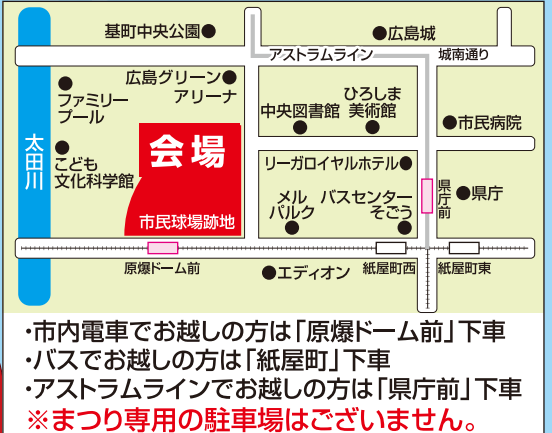 基町中央公園●
●広島城
アストラムライン
城南通り
広島グリーン●
アリーナ
ファミリー
プール
ひろしま
美術館
中央図書館
●市民病院
太田川
会場
こども
文化科学館
リーガロイヤルホテル●
県庁前
●県庁
メル
パルク
バスセンター
そごう
市民球場跡地
原爆ドーム前
●エディオン
紙屋町西
紙屋町東
・市内電車でお越しの方は「原爆ドーム前」下車
・バスでお越しの方は「紙屋町」下車
・アストラムラインでお越しの方は「県庁前」下車
※まつり専用の駐車場はございません。